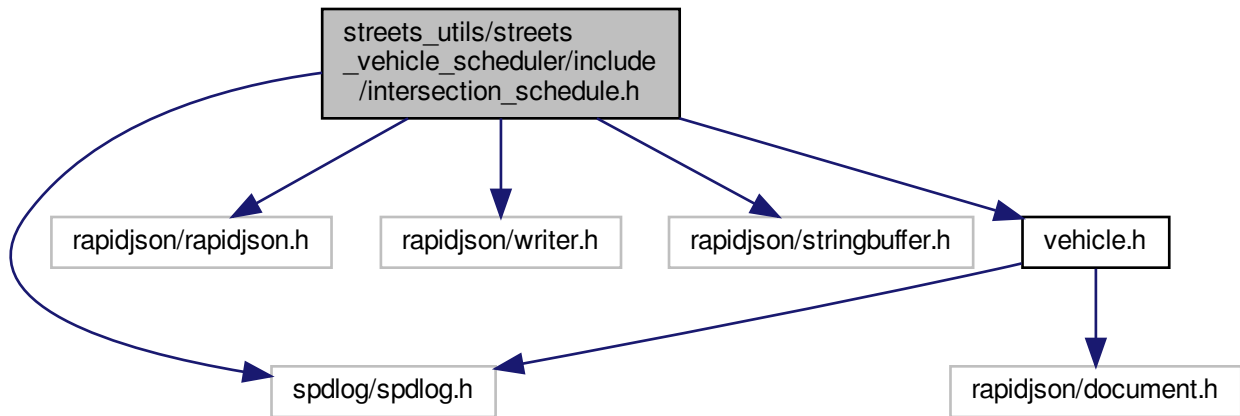 streets_utils/streets
_vehicle_scheduler/include
/intersection_schedule.h
rapidjson/rapidjson.h
rapidjson/writer.h
rapidjson/stringbuffer.h
vehicle.h
spdlog/spdlog.h
rapidjson/document.h